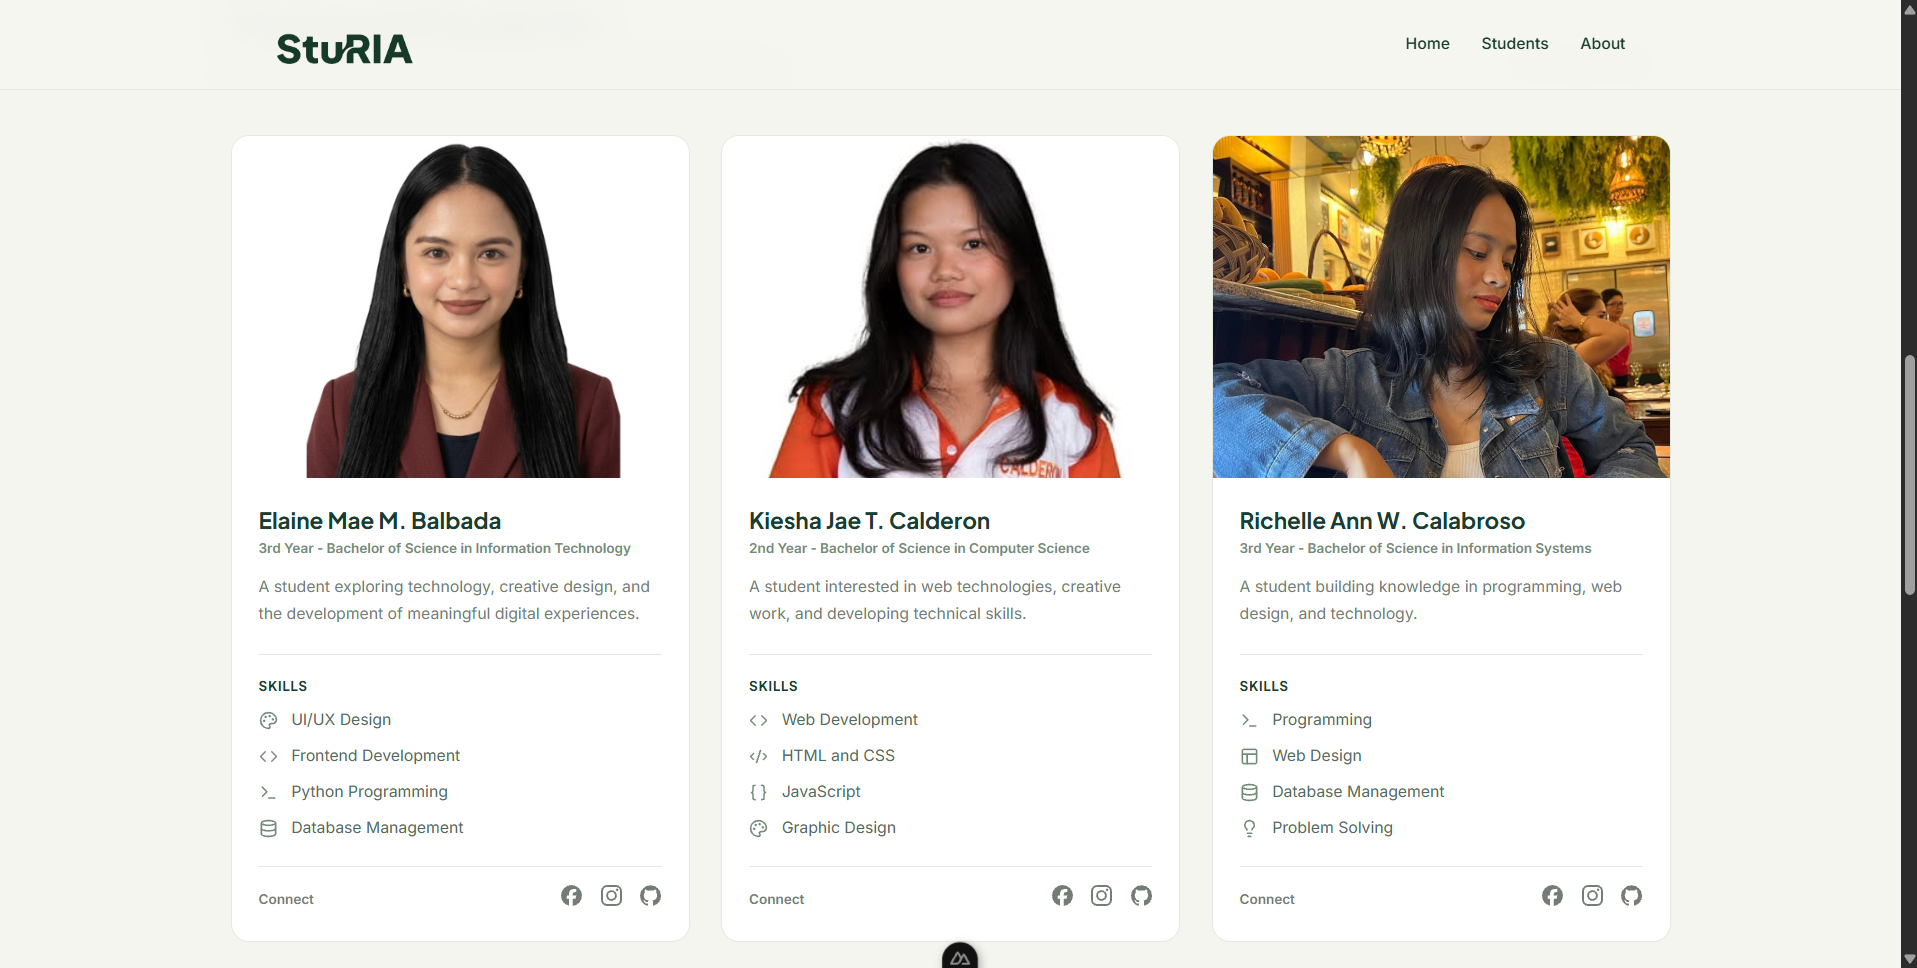 StuRIA
Home Students About
CALDERON
Elaine Mae M. Balbada
3rd Year - Bachelor of Science in Information Technology
A student exploring technology, creative design, and
the development of meaningful digital experiences.
SKILLS
UI/UX Design
Frontend Development
Python Programming
Database Management
Connect
Kiesha Jae T. Calderon
2nd Year - Bachelor of Science in Computer Science
A student interested in web technologies, creative
work, and developing technical skills.
SKILLS
Web Development
HTML and CSS
JavaScript
Graphic Design
Connect
Richelle Ann W. Calabroso
3rd Year - Bachelor of Science in Information Systems
A student building knowledge in programming, web
design, and technology.
SKILLS
Programming
Web Design
Database Management
Problem Solving
Connect